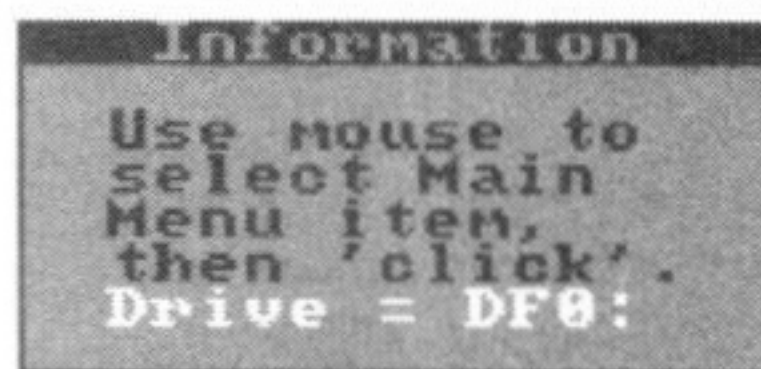 Information
Use mouse to
select Main
Menu item,
then 'click'.
Drive = DF0: